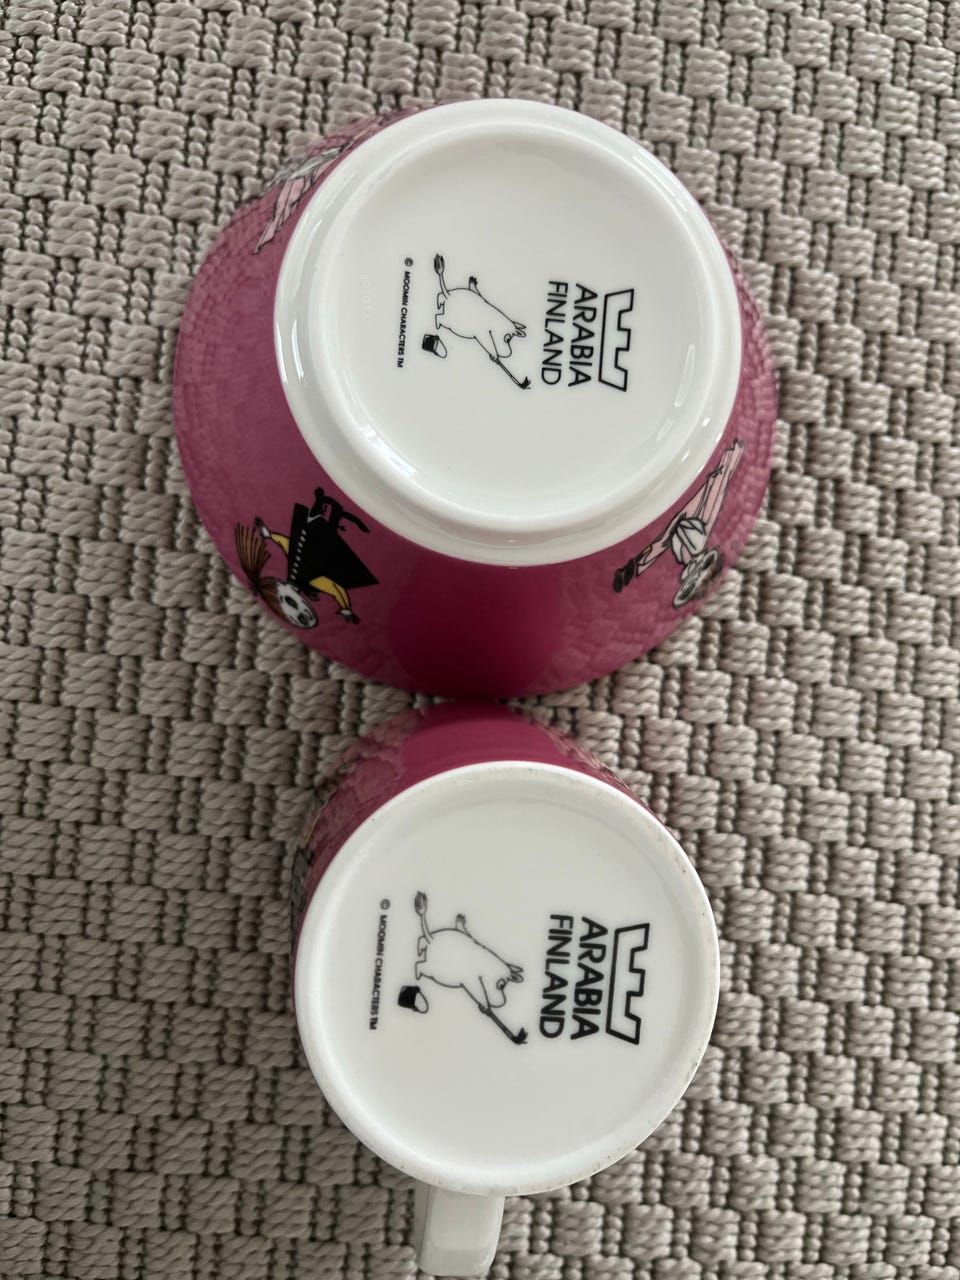 ARABIA
FINLAND
© MOOMIN CHARACTERS TM
ARABIA
FINLAND
© MOOMIN CHARACTERS TM